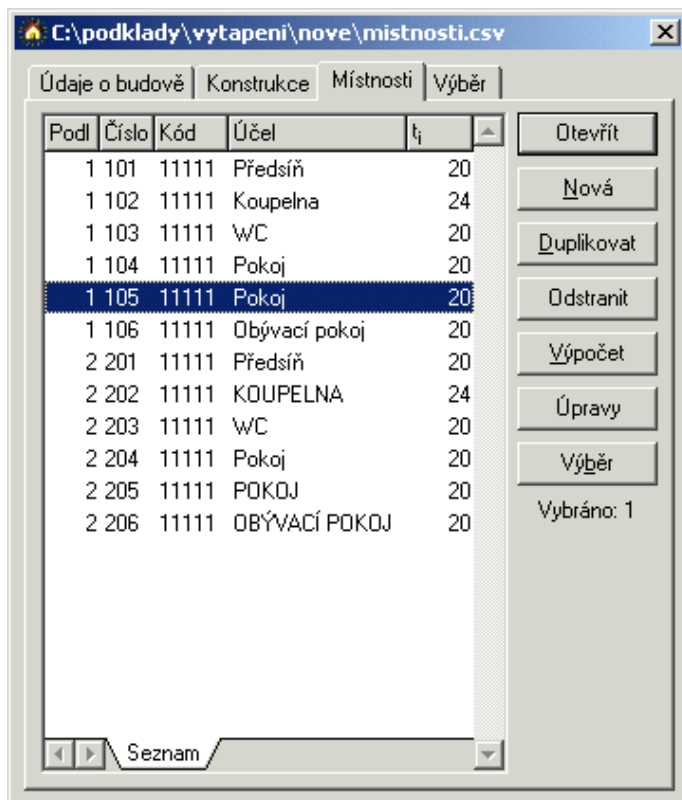 C:\podklady\vytapeni\nove\mistnosti.csv
Údaje o budově Konstrukce Místnosti Výběr
Podl Číslo Kód Účel ti
1 101 11111 Předsíň 20
1 102 11111 Koupelna 24
1 103 11111 WC 20
1 104 11111 Pokoj 20
1 105 11111 Pokoj 20
1 106 11111 Obývací pokoj 20
2 201 11111 Předsíň 20
2 202 11111 KOUPELNA 24
2 203 11111 WC 20
2 204 11111 Pokoj 20
2 205 11111 POKOJ 20
2 206 11111 OBÝVACÍ POKOJ 20
Seznam
Otevřít
Nová
Duplikovat
Odstranit
Výpočet
Úpravy
Výběr
Vybráno: 1